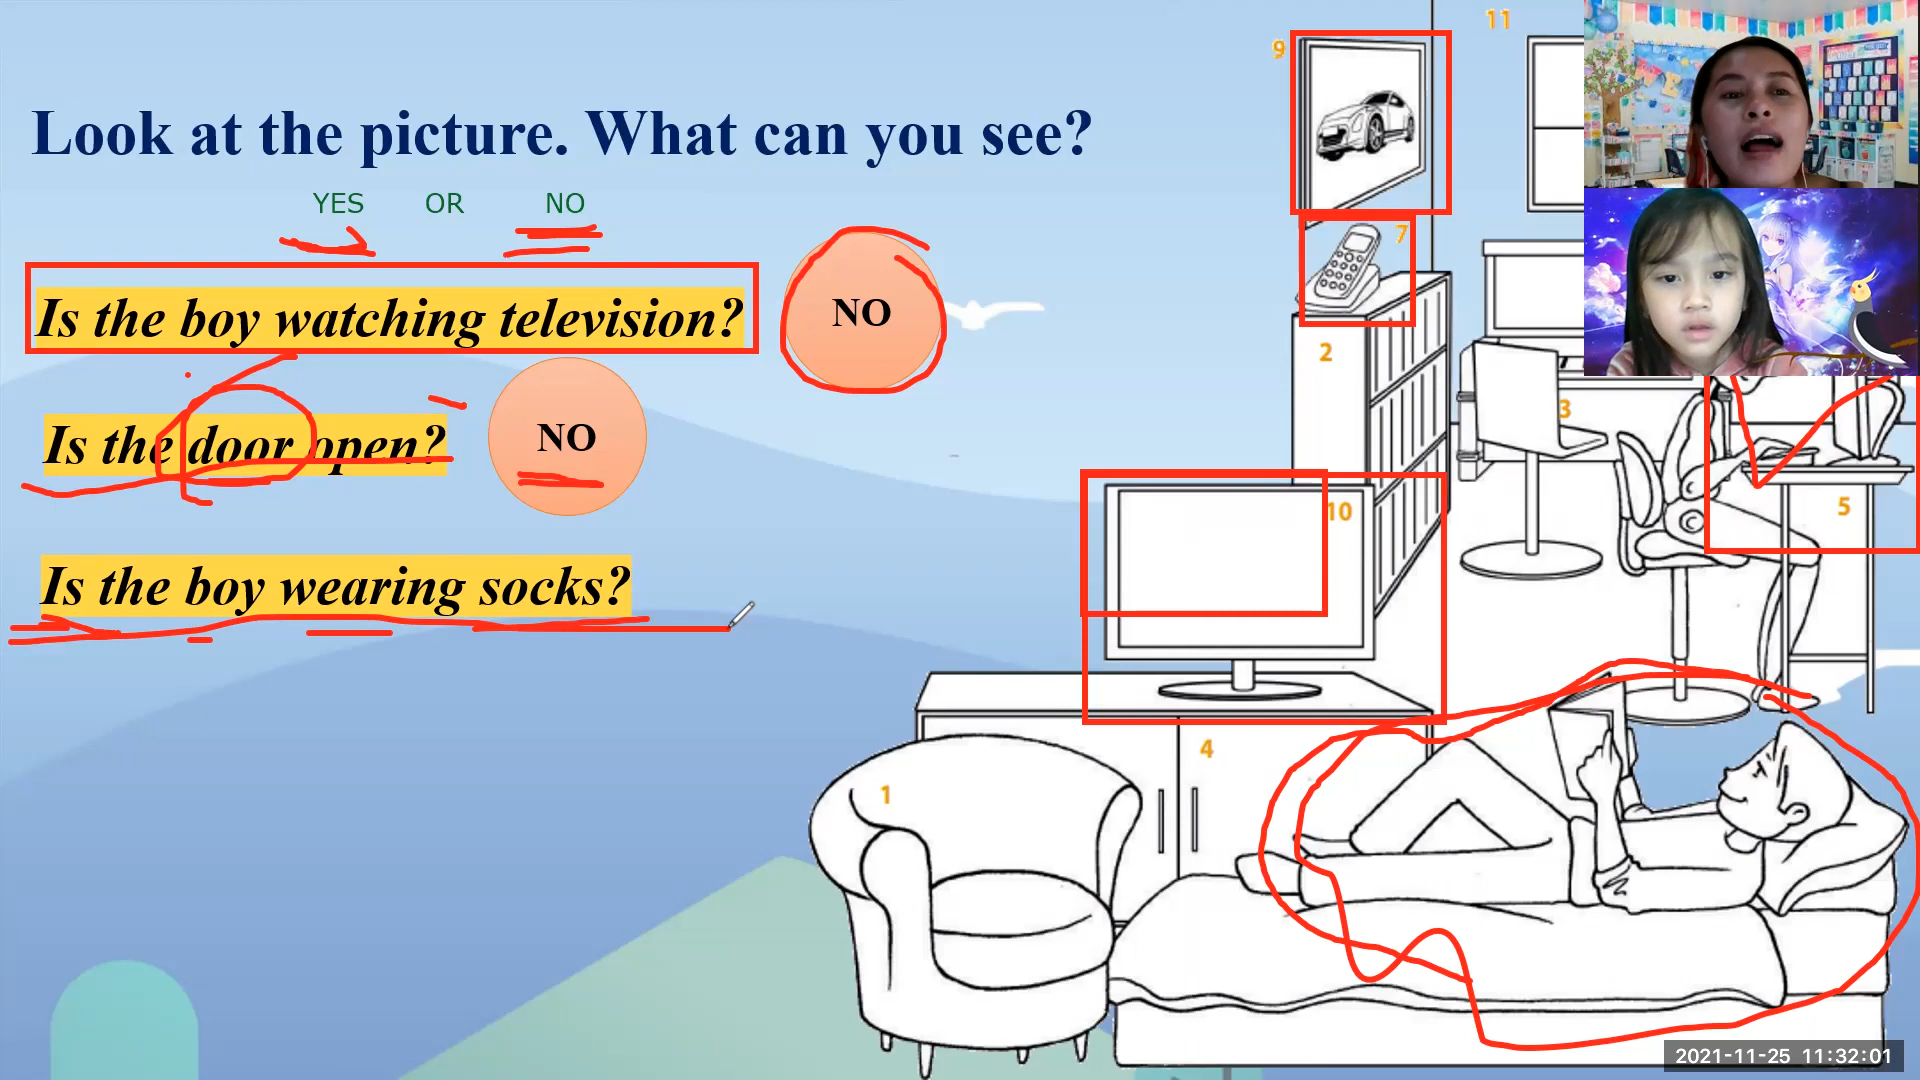 Look at the picture. What can you see?
YES OR NO
Is the boy watching television?
NO
Is the door open?
NO
Is the boy wearing socks?
9
11
7
2
3
10
5
4
1
2021-11-25 11:32:01